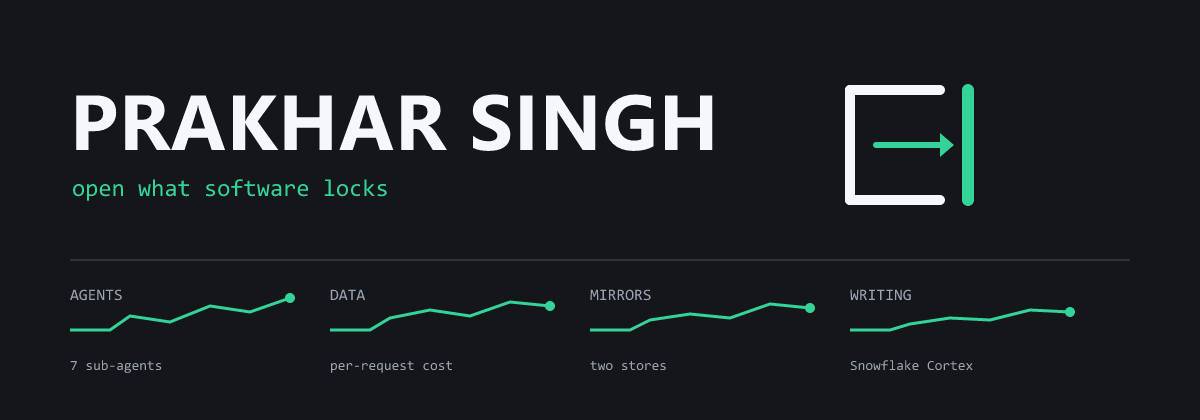 PRAKHAR SINGH
open what software locks
AGENTS
DATA
MIRRORS
WRITING
7 sub-agents
per-request cost
two stores
Snowflake Cortex